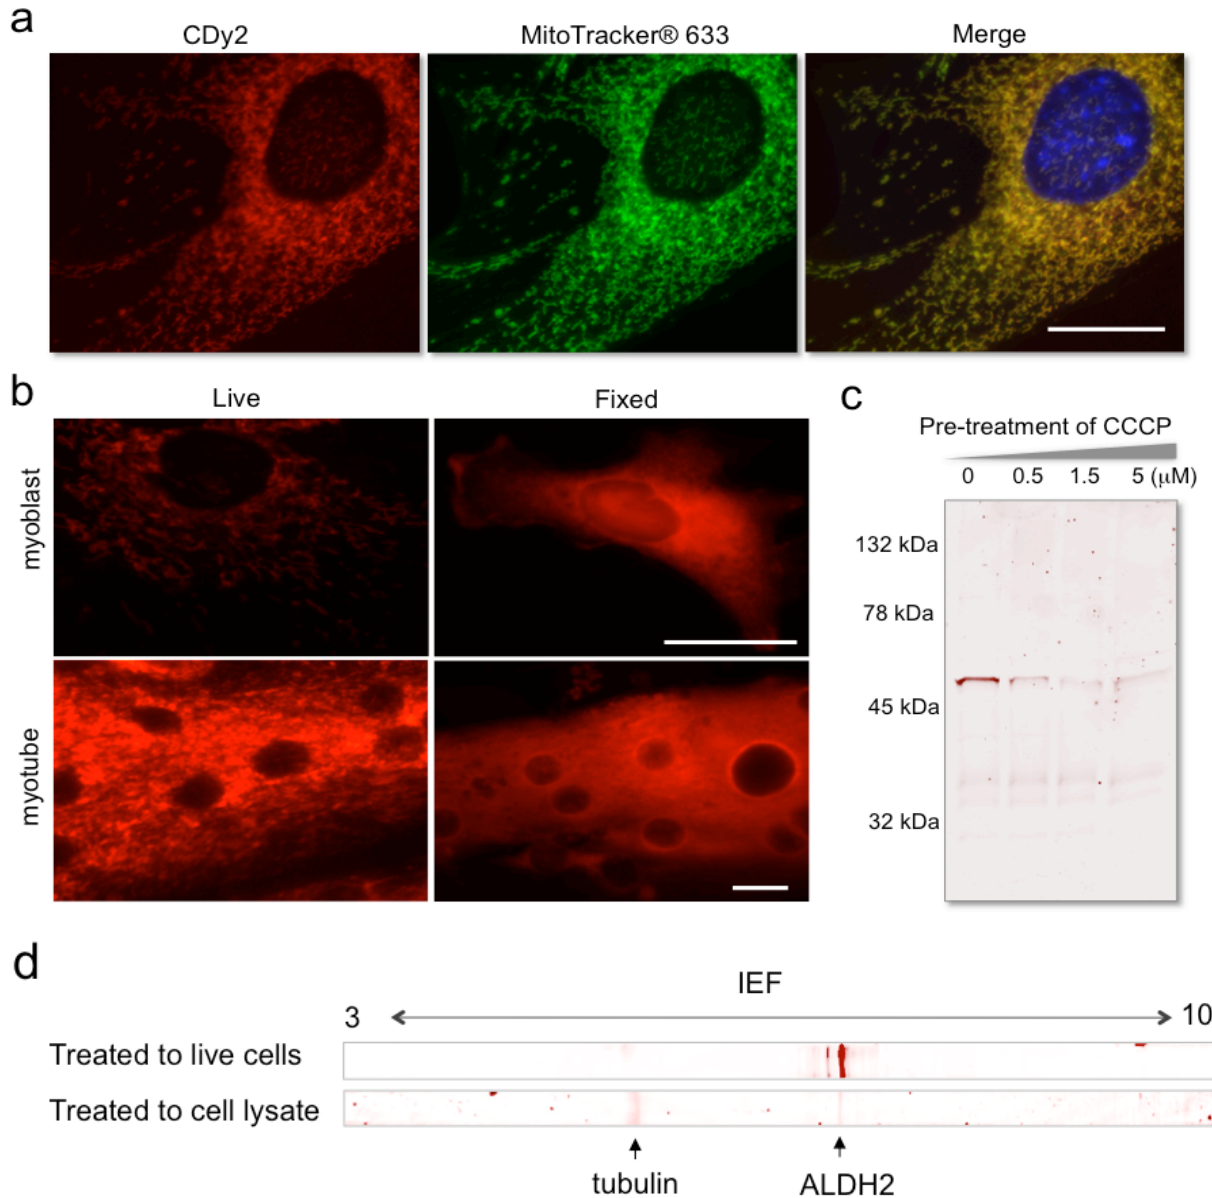 a
CDy2
MitoTracker® 633
Merge
b
Live
Fixed
myoblast
myotube
c
Pre-treatment of CCCP
0 0.5 1.5 5 (μM)
132 kDa
78 kDa
45 kDa
32 kDa
d
IEF
3 10
Treated to live cells
Treated to cell lysate
tubulin ALDH2